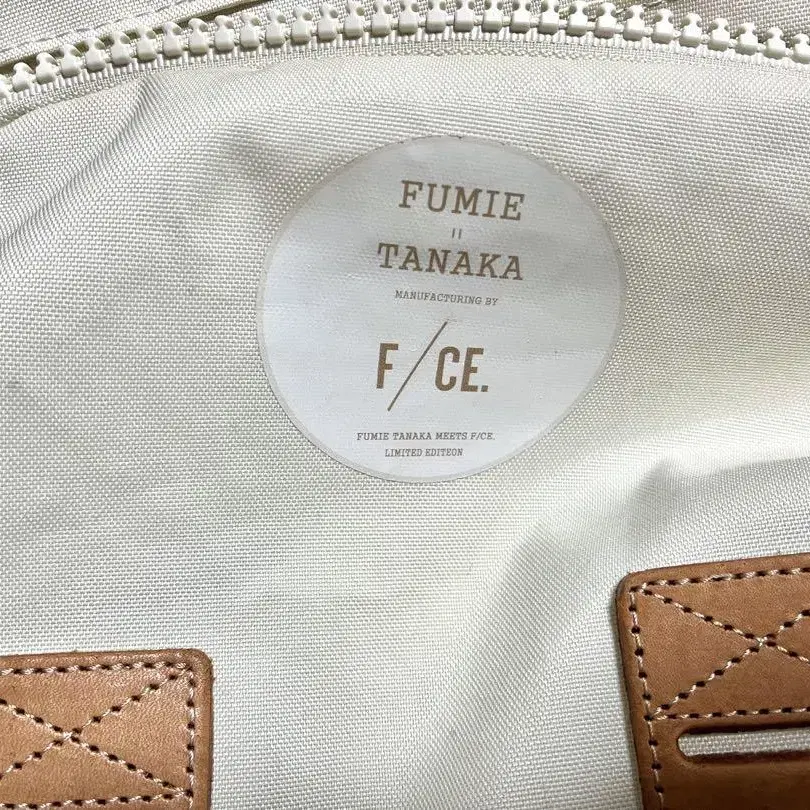 FUMIE
=
TANAKA
MANUFACTURING BY
F/CE.
FUMIE TANAKA MEETS F/CE.
LIMITED EDITEON